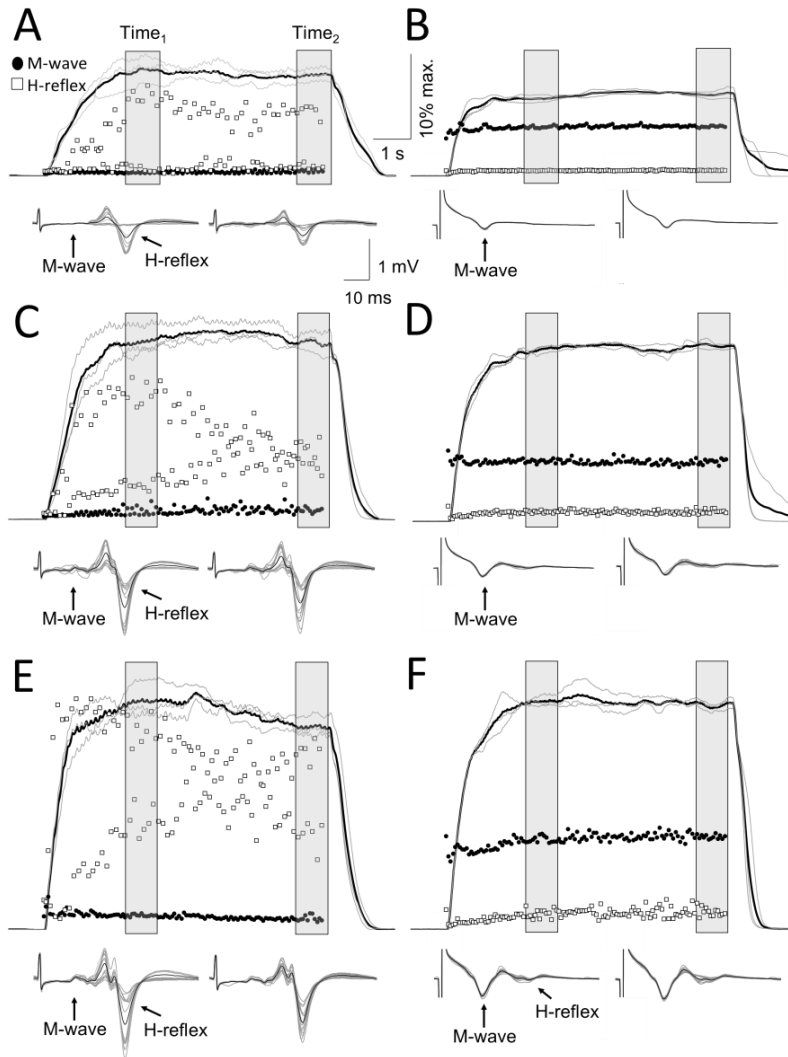 A
Time1
Time2
M-wave
H-reflex
B
10% max.
1 s
M-wave
H-reflex
1 mV
10 ms
M-wave
C
M-wave
H-reflex
D
M-wave
E
M-wave
H-reflex
F
M-wave
H-reflex